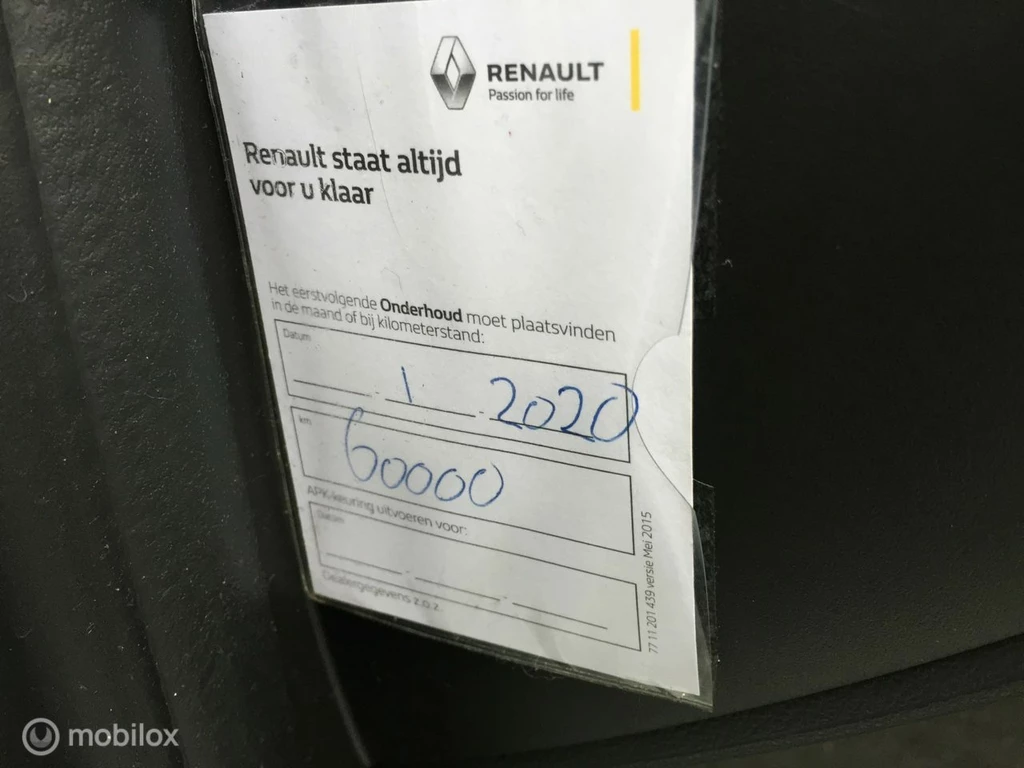 RENAULT
Passion for life
Renault staat altijd
voor u klaar
Het eerstvolgende Onderhoud moet plaatsvinden
in de maand of bij kilometerstand:
Datum
1 - 2020
km
60000
APK-keuring uitvoeren voor:
Datum
Dealergegevens z.o.z.
77 11 201 439 versie Mei 2015
mobilox